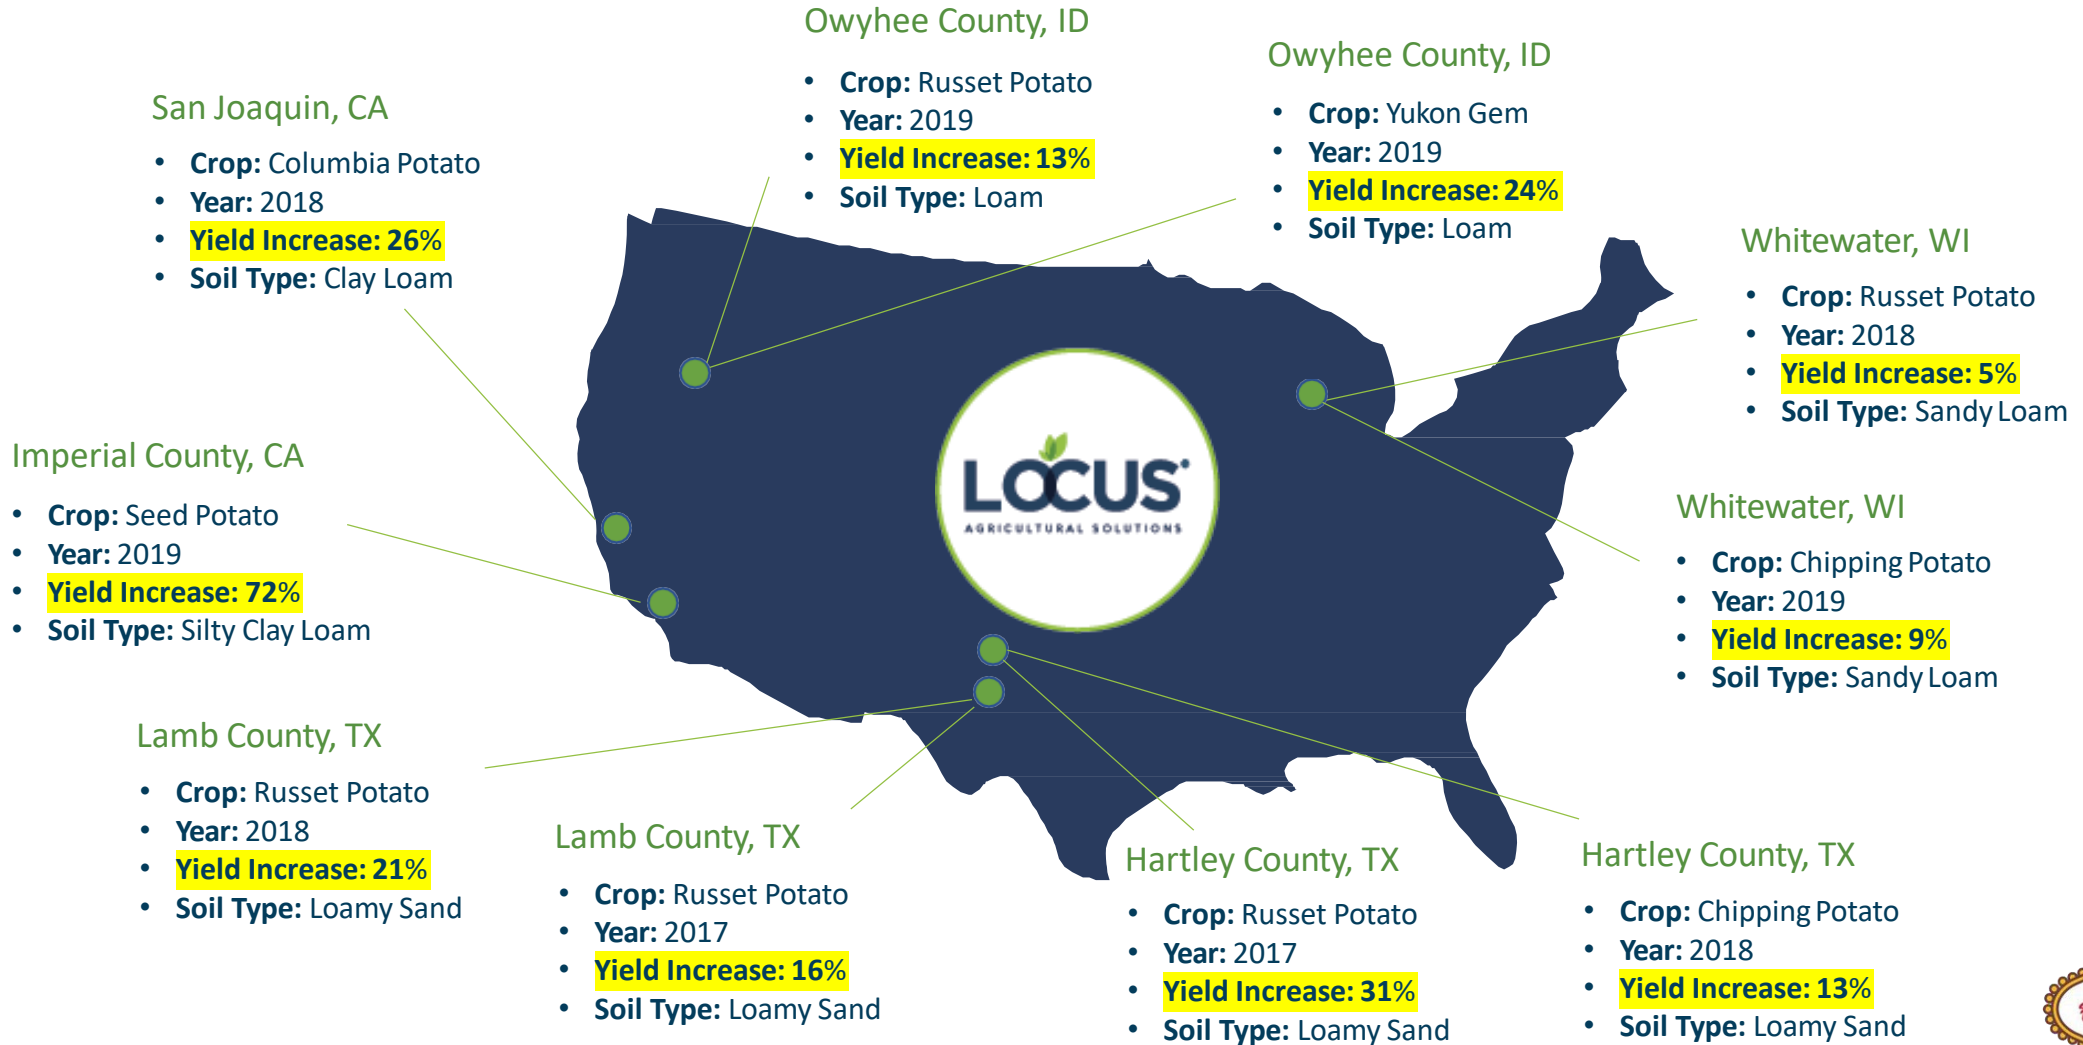 Owyhee County, ID
• Crop: Russet Potato
• Year: 2019
• Yield Increase: 13%
• Soil Type: Loam
Owyhee County, ID
• Crop: Yukon Gem
• Year: 2019
• Yield Increase: 24%
• Soil Type: Loam
San Joaquin, CA
• Crop: Columbia Potato
• Year: 2018
• Yield Increase: 26%
• Soil Type: Clay Loam
Whitewater, WI
• Crop: Russet Potato
• Year: 2018
• Yield Increase: 5%
• Soil Type: Sandy Loam
Imperial County, CA
• Crop: Seed Potato
• Year: 2019
• Yield Increase: 72%
• Soil Type: Silty Clay Loam
LOCUS
AGRICULTURAL SOLUTIONS
Whitewater, WI
• Crop: Chipping Potato
• Year: 2019
• Yield Increase: 9%
• Soil Type: Sandy Loam
Lamb County, TX
• Crop: Russet Potato
• Year: 2018
• Yield Increase: 21%
• Soil Type: Loamy Sand
Lamb County, TX
• Crop: Russet Potato
• Year: 2017
• Yield Increase: 16%
• Soil Type: Loamy Sand
Hartley County, TX
• Crop: Russet Potato
• Year: 2017
• Yield Increase: 31%
• Soil Type: Loamy Sand
Hartley County, TX
• Crop: Chipping Potato
• Year: 2018
• Yield Increase: 13%
• Soil Type: Loamy Sand